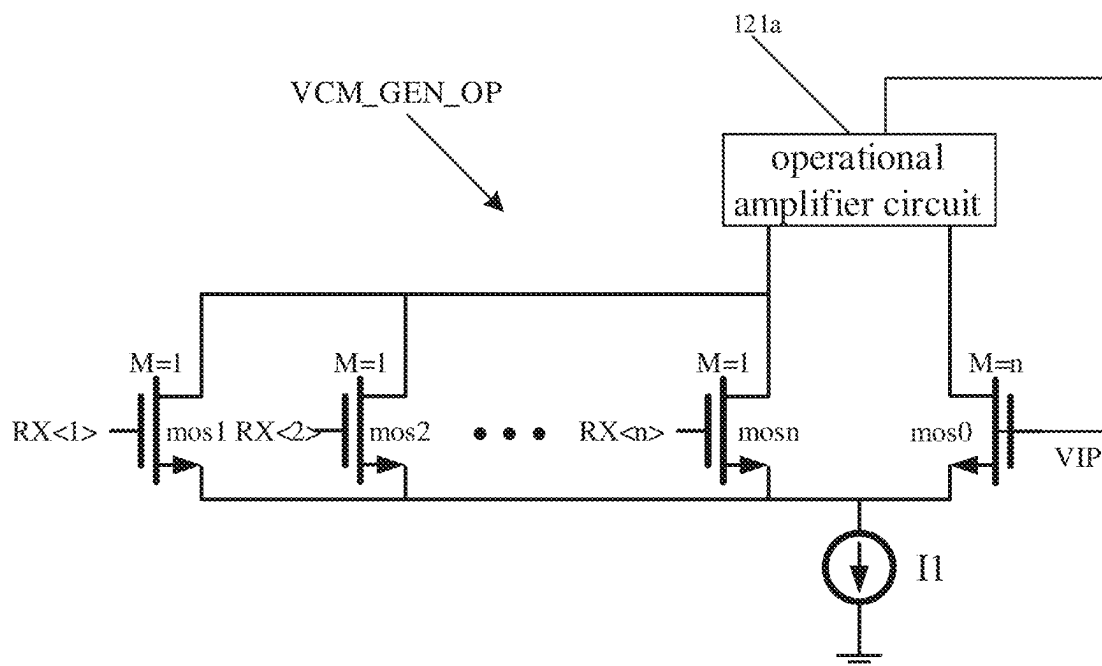 121a
VCM_GEN_OP
operational
amplifier circuit
M=1
M=1
M=1
M=n
RX<1>
mos1
RX<2>
mos2
RX<n>
mosn
mos0
VIP
I1